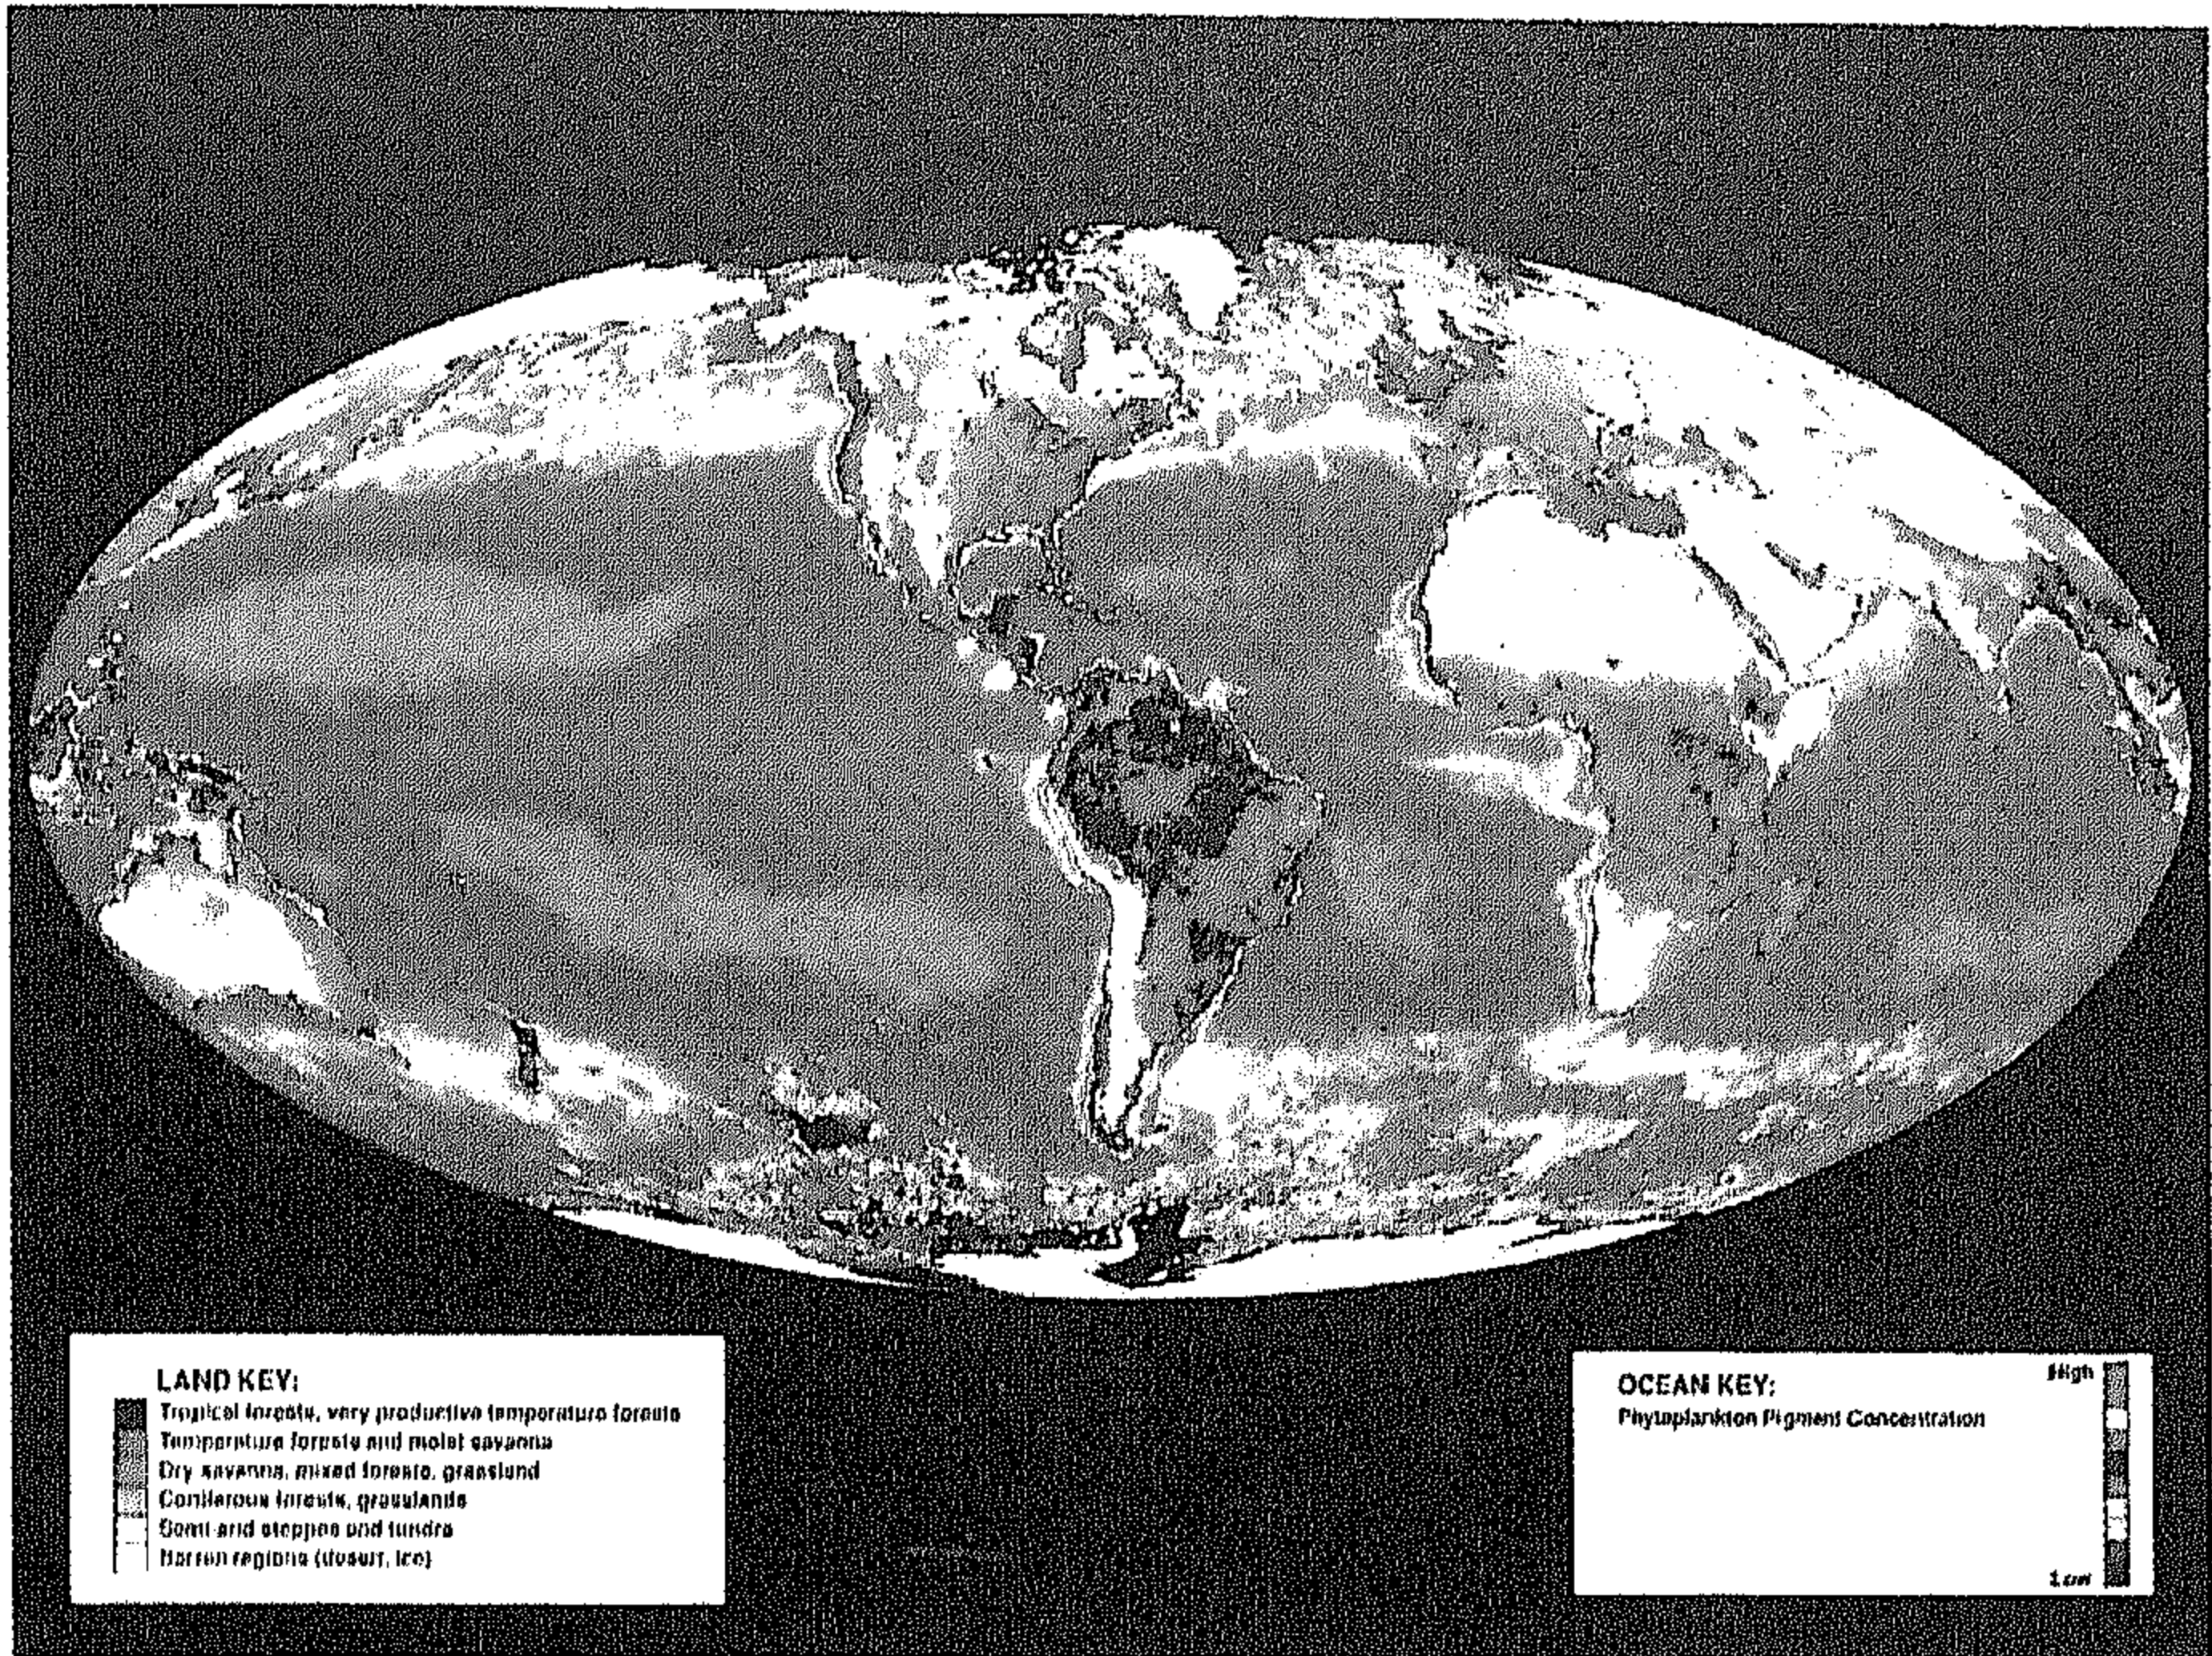 LAND KEY:
Tropical forests, very productive temperature forests
Temperature forests and moist savanna
Dry savanna, mixed forests, grassland
Coniferous forests, grasslands
Semi-arid steppes and tundra
Barren regions (desert, ice)
OCEAN KEY:
Phytoplankton Pigment Concentration
High
Low